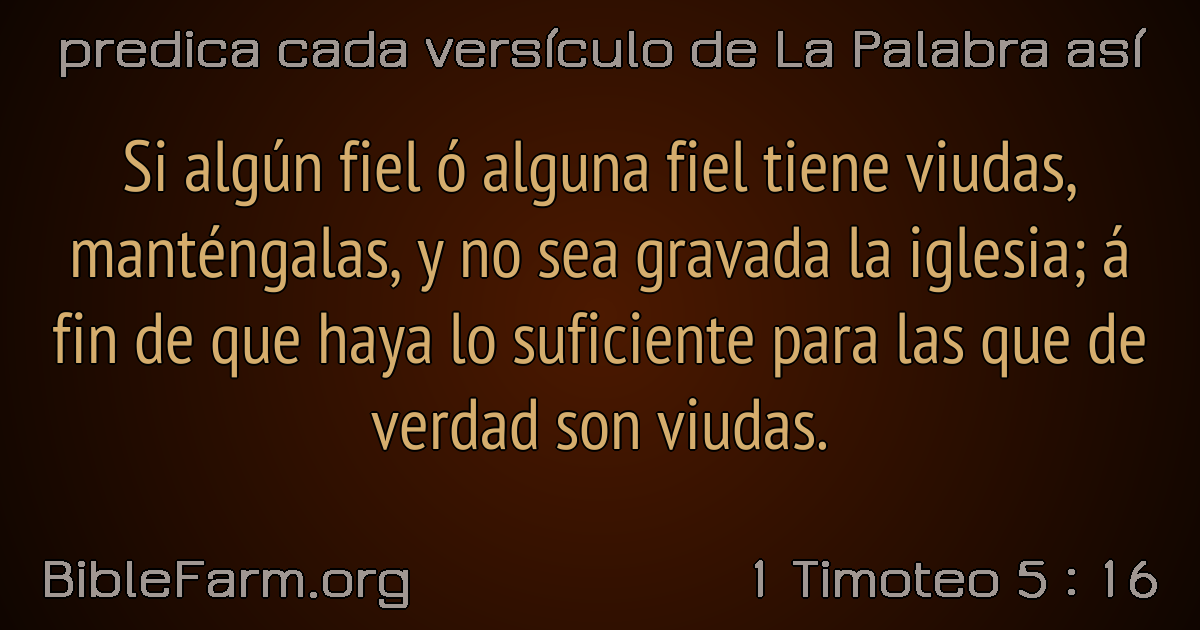 predica cada versículo de La Palabra así
Si algún fiel ó alguna fiel tiene viudas,
manténgalas, y no sea gravada la iglesia; á
fin de que haya lo suficiente para las que de
verdad son viudas.
BibleFarm.org
1 Timoteo 5 : 16